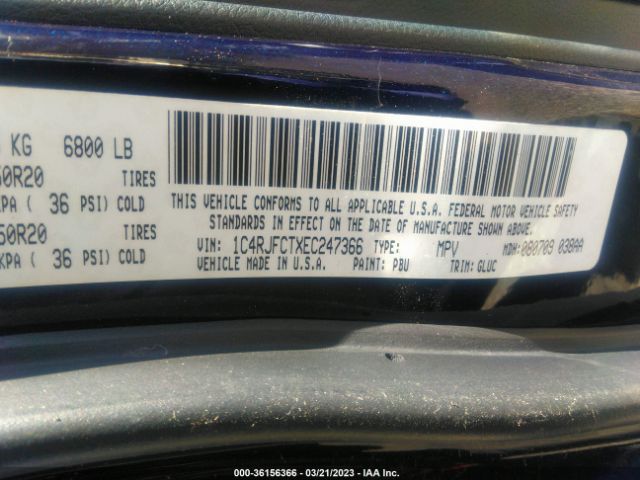 KG 6800 LB
50R20 TIRES
KPA ( 36 PSI) COLD
50R20 TIRES
KPA ( 36 PSI) COLD
THIS VEHICLE CONFORMS TO ALL APPLICABLE U.S.A. FEDERAL MOTOR VEHICLE SAFETY
STANDARDS IN EFFECT ON THE DATE OF MANUFACTURE SHOWN ABOVE.
VIN: 1C4RJFCTXEC247366 TYPE: MPV MDH: 080709 038AA
VEHICLE MADE IN U.S.A. PAINT: PBU TRIM: GLUC
000-36156366 — 03/21/2023 — IAA Inc.